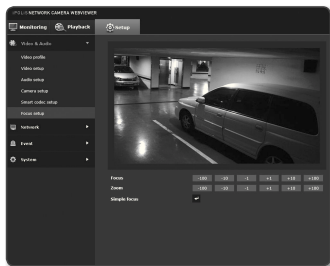 iPOLiS NETWORK CAMERA WEBVIEWER
Monitoring Playback Setup
Video & Audio
Video profile
Video setup
Audio setup
Camera setup
Smart codec setup
Focus setup
Network
Event
System
Focus -100 -10 -1 +1 +10 +100
Zoom -100 -10 -1 +1 +10 +100
Simple focus